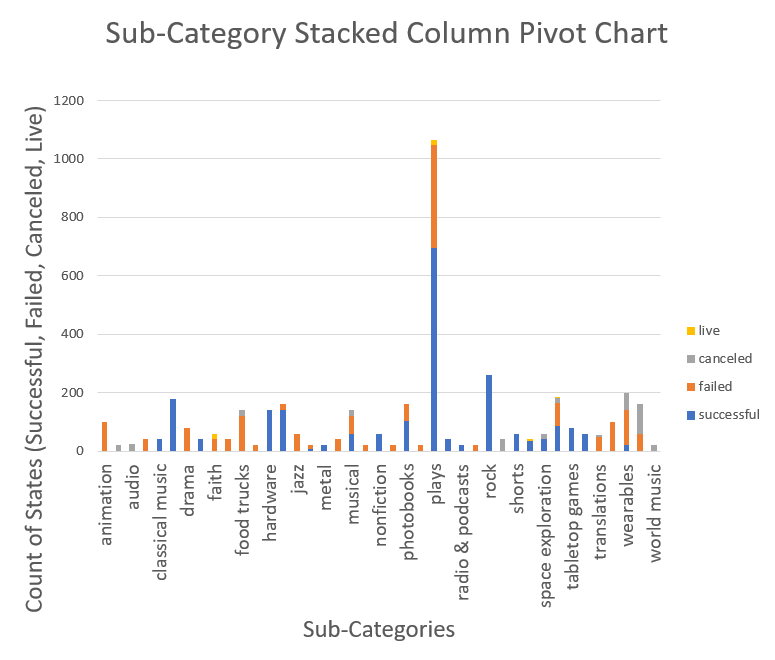 Sub-Category Stacked Column Pivot Chart
Count of States (Successful, Failed, Canceled, Live)
1200
1000
800
600
400
200
0
animation
audio
classical music
drama
faith
food trucks
hardware
jazz
metal
musical
nonfiction
photobooks
plays
radio & podcasts
rock
shorts
space exploration
tabletop games
translations
wearables
world music
Sub-Categories
live
canceled
failed
successful